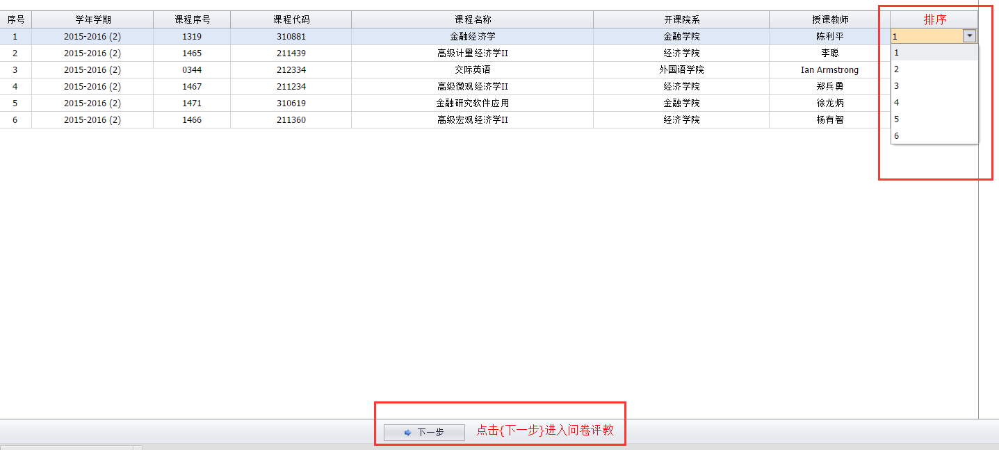 序号 学年学期 课程序号 课程代码 课程名称 开课院系 授课教师 排序
1 2015-2016 (2) 1319 310881 金融经济学 金融学院 陈利平 1
2 2015-2016 (2) 1465 211439 高级计量经济学II 经济学院 李聪 1
3 2015-2016 (2) 0344 212334 交际英语 外国语学院 Ian Armstrong 2
4 2015-2016 (2) 1467 211234 高级微观经济学II 经济学院 郑兵勇 3
5 2015-2016 (2) 1471 310619 金融研究软件应用 金融学院 徐龙炳 4
6 2015-2016 (2) 1466 211360 高级宏观经济学II 经济学院 杨有智 5
6
下一步 点击{下一步}进入问卷评教